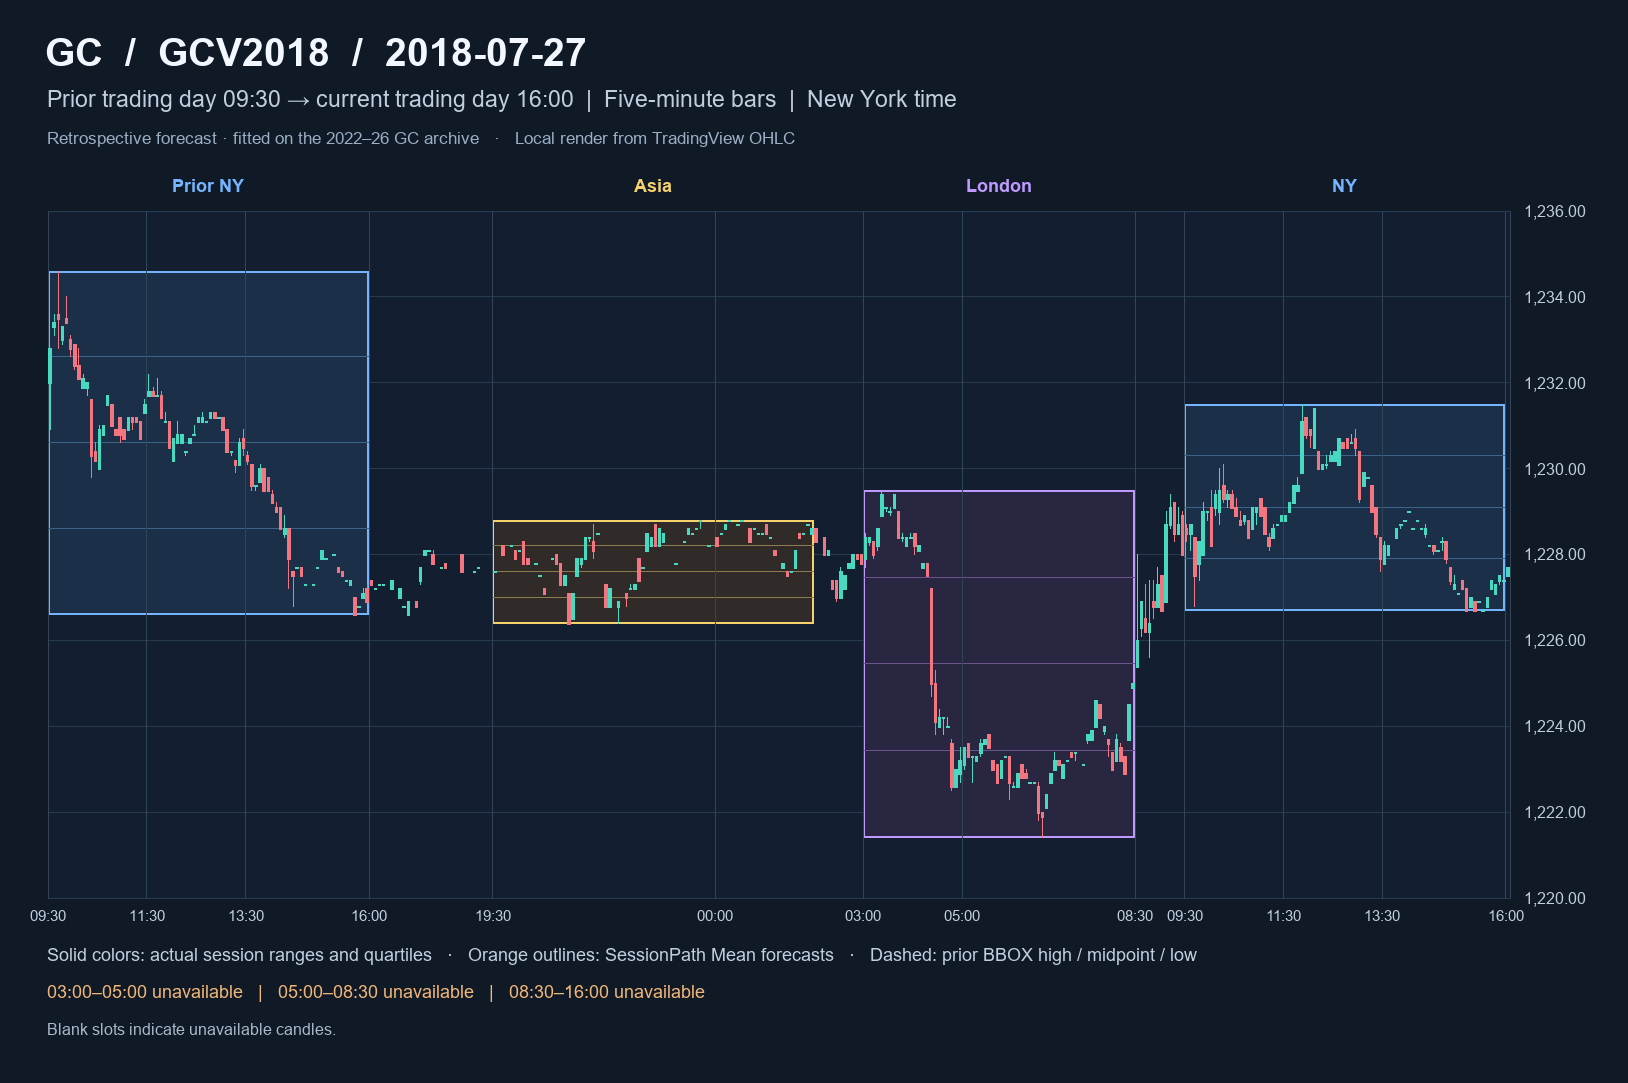 GC / GCV2018 / 2018-07-27
Prior trading day 09:30 → current trading day 16:00 | Five-minute bars | New York time
Retrospective forecast · fitted on the 2022–26 GC archive · Local render from TradingView OHLC
Prior NY Asia London NY
1,236.00
1,234.00
1,232.00
1,230.00
1,228.00
1,226.00
1,224.00
1,222.00
1,220.00
09:30 11:30 13:30 16:00 19:30 00:00 03:00 05:00 08:30 09:30 11:30 13:30 16:00
Solid colors: actual session ranges and quartiles · Orange outlines: SessionPath Mean forecasts · Dashed: prior BBOX high / midpoint / low
03:00–05:00 unavailable | 05:00–08:30 unavailable | 08:30–16:00 unavailable
Blank slots indicate unavailable candles.